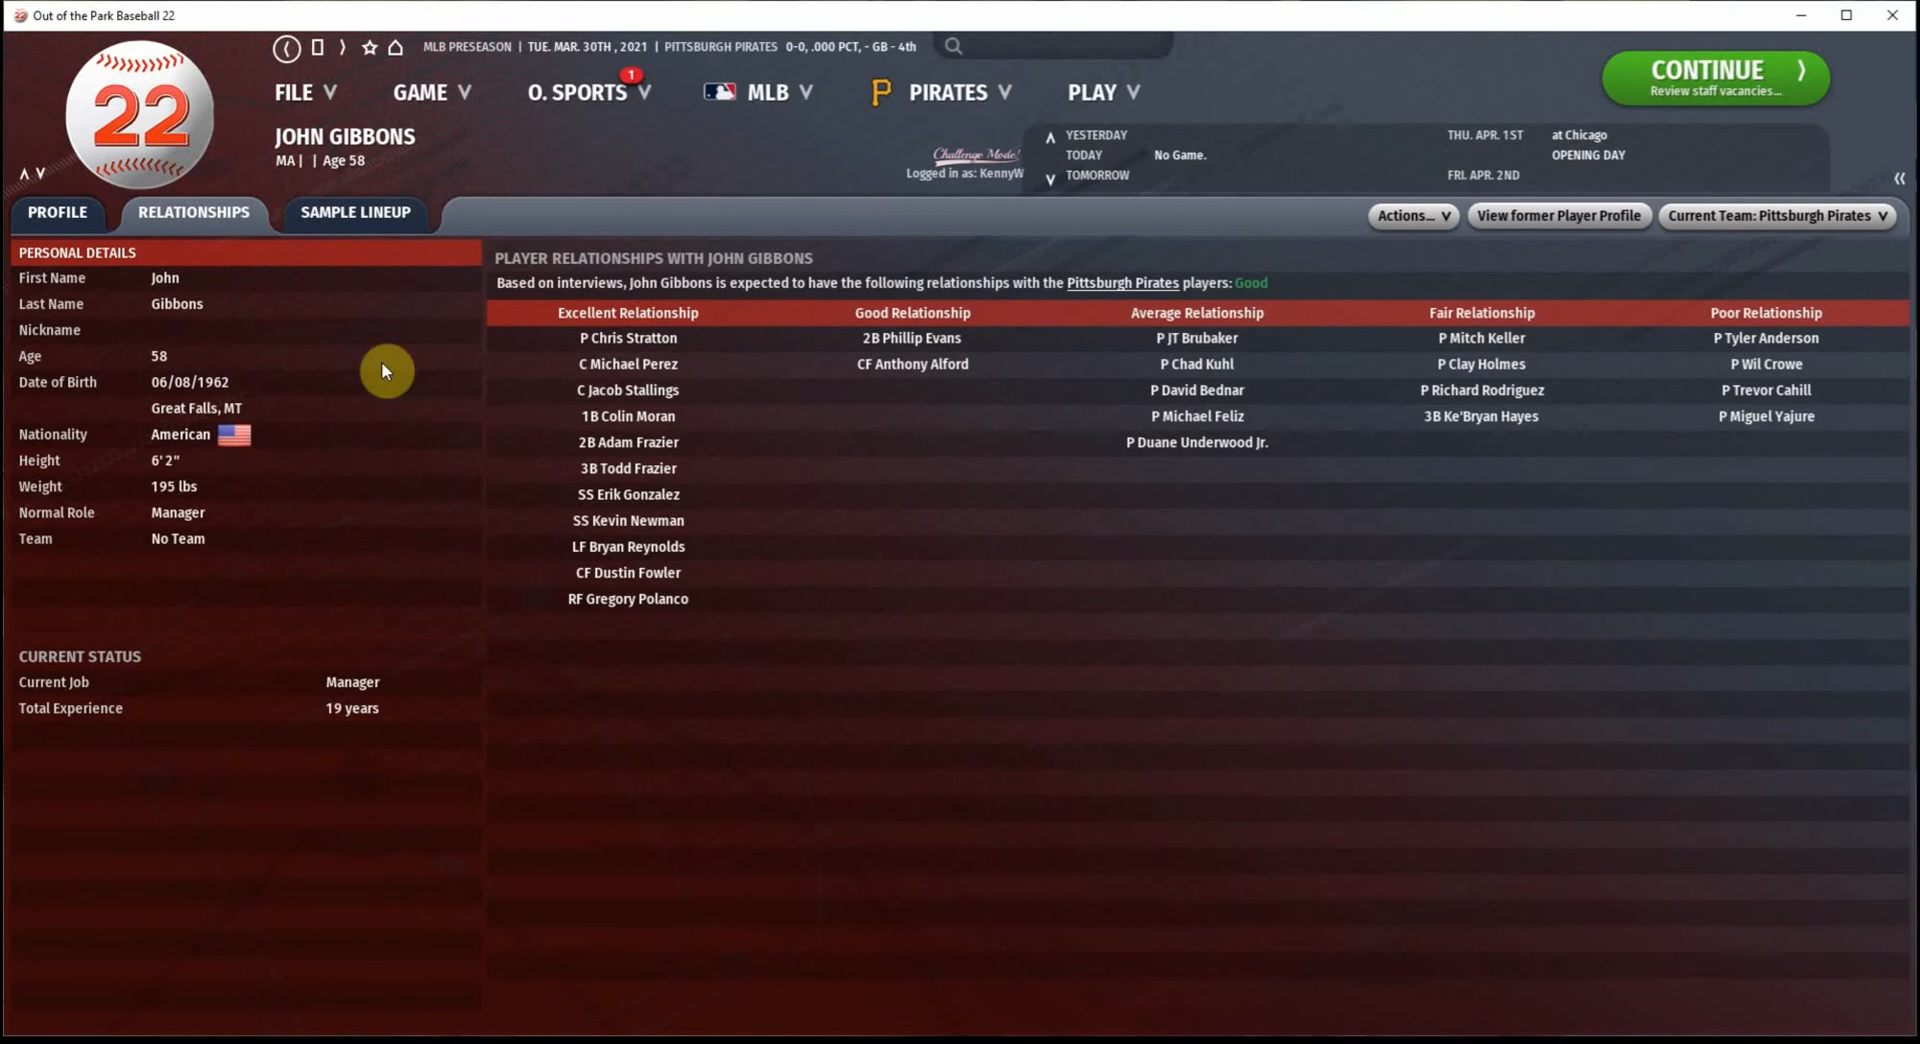 Out of the Park Baseball 22
MLB PRESEASON | TUE. MAR. 30TH , 2021 | PITTSBURGH PIRATES 0-0, .000 PCT, - GB - 4th
22
FILE GAME O. SPORTS 1 MLB PIRATES PLAY
CONTINUE
Review staff vacancies...
JOHN GIBBONS
MA | | Age 58
Challenge Mode!
Logged in as: KennyW
YESTERDAY
TODAY No Game.
TOMORROW
THU. APR. 1ST at Chicago
OPENING DAY
FRI. APR. 2ND
PROFILE RELATIONSHIPS SAMPLE LINEUP
Actions... View former Player Profile Current Team: Pittsburgh Pirates
PERSONAL DETAILS
First Name John
Last Name Gibbons
Nickname
Age 58
Date of Birth 06/08/1962
Great Falls, MT
Nationality American
Height 6' 2"
Weight 195 lbs
Normal Role Manager
Team No Team
CURRENT STATUS
Current Job Manager
Total Experience 19 years
PLAYER RELATIONSHIPS WITH JOHN GIBBONS
Based on interviews, John Gibbons is expected to have the following relationships with the Pittsburgh Pirates players: Good
Excellent Relationship Good Relationship Average Relationship Fair Relationship Poor Relationship
P Chris Stratton 2B Phillip Evans P JT Brubaker P Mitch Keller P Tyler Anderson
C Michael Perez CF Anthony Alford P Chad Kuhl P Clay Holmes P Wil Crowe
C Jacob Stallings P David Bednar P Richard Rodriguez P Trevor Cahill
1B Colin Moran P Michael Feliz 3B Ke'Bryan Hayes P Miguel Yajure
2B Adam Frazier P Duane Underwood Jr.
3B Todd Frazier
SS Erik Gonzalez
SS Kevin Newman
LF Bryan Reynolds
CF Dustin Fowler
RF Gregory Polanco